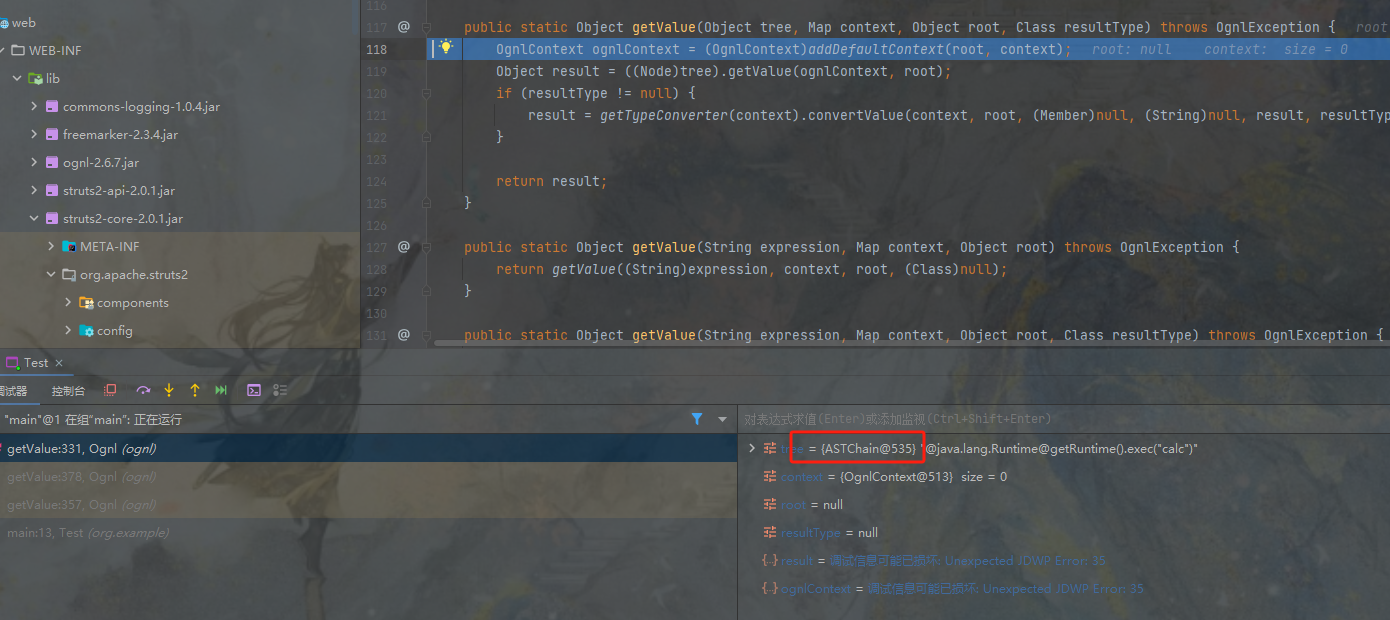 web
WEB-INF
lib
commons-logging-1.0.4.jar
freemarker-2.3.4.jar
ognl-2.6.7.jar
struts2-api-2.0.1.jar
struts2-core-2.0.1.jar
META-INF
org.apache.struts2
components
config
116
117 @ public static Object getValue(Object tree, Map context, Object root, Class resultType) throws OgnlException { root
118 OgnlContext ognlContext = (OgnlContext)addDefaultContext(root, context); root: null context: size = 0
119 Object result = ((Node)tree).getValue(ognlContext, root);
120 if (resultType != null) {
121 result = getTypeConverter(context).convertValue(context, root, (Member)null, (String)null, result, resultTyp
122 }
123
124 return result;
125 }
126
127 @ public static Object getValue(String expression, Map context, Object root) throws OgnlException {
128 return getValue((String)expression, context, root, (Class)null);
129 }
130
131 @ public static Object getValue(String expression, Map context, Object root, Class resultType) throws OgnlException {
Test ×
调试器 控制台
"main"@1 在组"main": 正在运行
getValue:331, Ognl (ognl)
getValue:378, Ognl (ognl)
getValue:357, Ognl (ognl)
main:13, Test (org.example)
对表达式求值(Enter)或添加监视(Ctrl+Shift+Enter)
tree = {ASTChain@535} "@java.lang.Runtime@getRuntime().exec("calc")"
context = {OgnlContext@513} size = 0
root = null
resultType = null
result = 调试信息可能已损坏: Unexpected JDWP Error: 35
ognlContext = 调试信息可能已损坏: Unexpected JDWP Error: 35